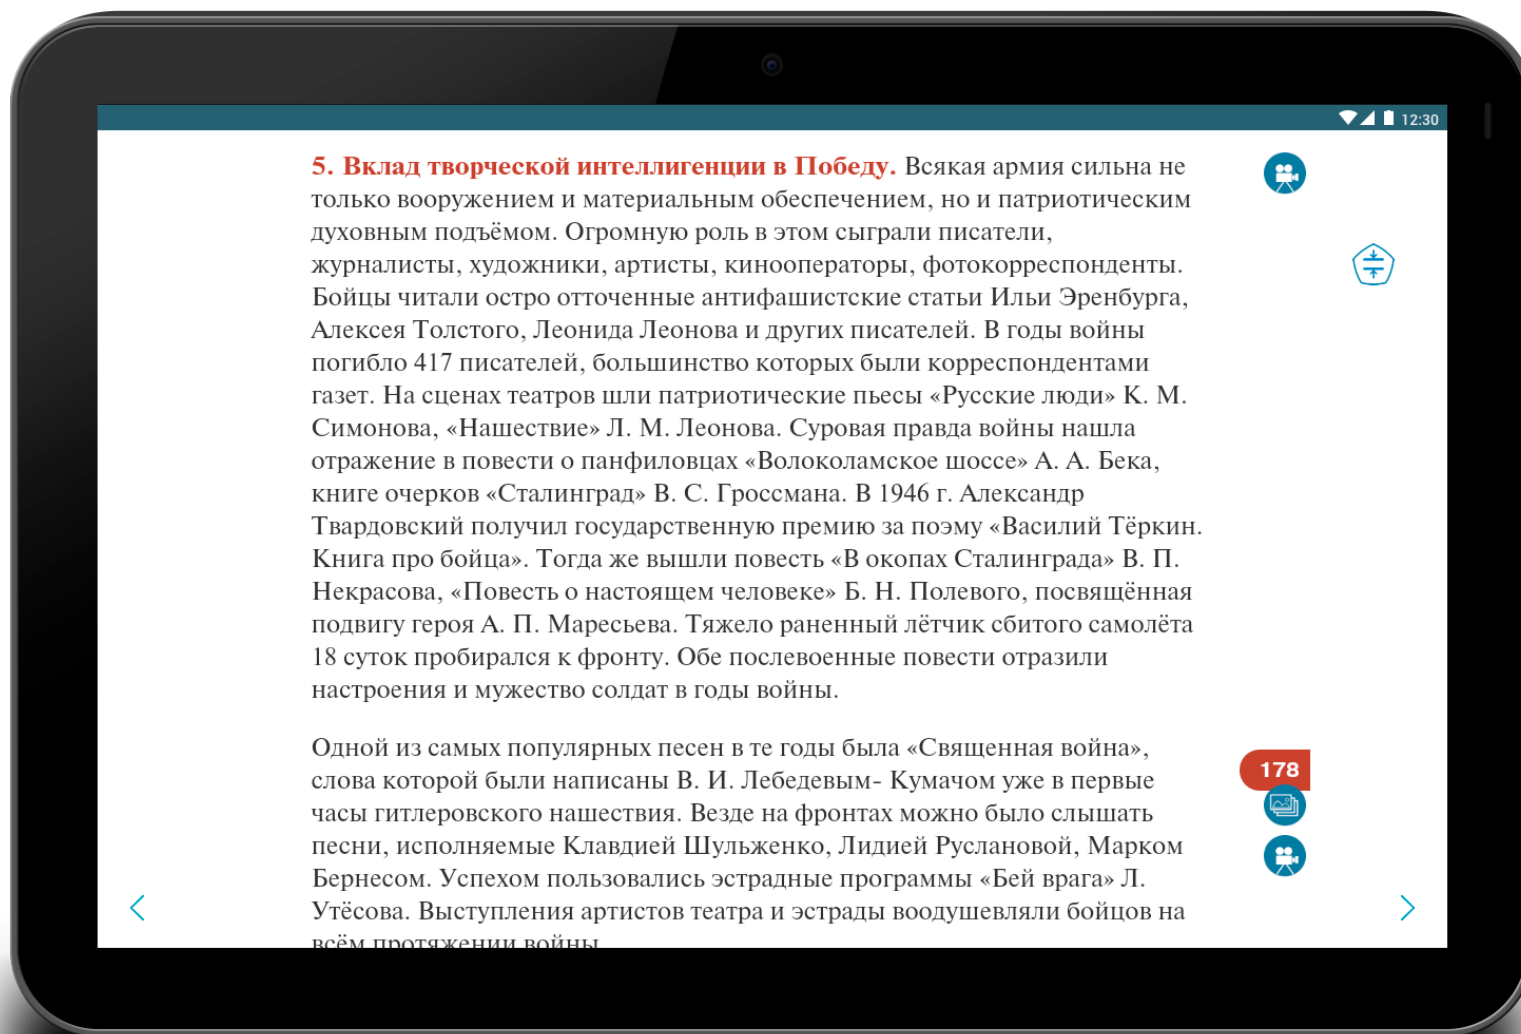 12:30
5. Вклад творческой интеллигенции в Победу. Всякая армия сильна не
только вооружением и материальным обеспечением, но и патриотическим
духовным подъёмом. Огромную роль в этом сыграли писатели,
журналисты, художники, артисты, кинооператоры, фотокорреспонденты.
Бойцы читали остро отточенные антифашистские статьи Ильи Эренбурга,
Алексея Толстого, Леонида Леонова и других писателей. В годы войны
погибло 417 писателей, большинство которых были корреспондентами
газет. На сценах театров шли патриотические пьесы «Русские люди» К. М.
Симонова, «Нашествие» Л. М. Леонова. Суровая правда войны нашла
отражение в повести о панфиловцах «Волоколамское шоссе» А. А. Бека,
книге очерков «Сталинград» В. С. Гроссмана. В 1946 г. Александр
Твардовский получил государственную премию за поэму «Василий Тёркин.
Книга про бойца». Тогда же вышли повесть «В окопах Сталинграда» В. П.
Некрасова, «Повесть о настоящем человеке» Б. Н. Полевого, посвящённая
подвигу героя А. П. Маресьева. Тяжело раненный лётчик сбитого самолёта
18 суток пробирался к фронту. Обе послевоенные повести отразили
настроения и мужество солдат в годы войны.
Одной из самых популярных песен в те годы была «Священная война»,
слова которой были написаны В. И. Лебедевым- Кумачом уже в первые
часы гитлеровского нашествия. Везде на фронтах можно было слышать
песни, исполняемые Клавдией Шульженко, Лидией Руслановой, Марком
Бернесом. Успехом пользовались эстрадные программы «Бей врага» Л.
Утёсова. Выступления артистов театра и эстрады воодушевляли бойцов на
всём протяжении войны
178